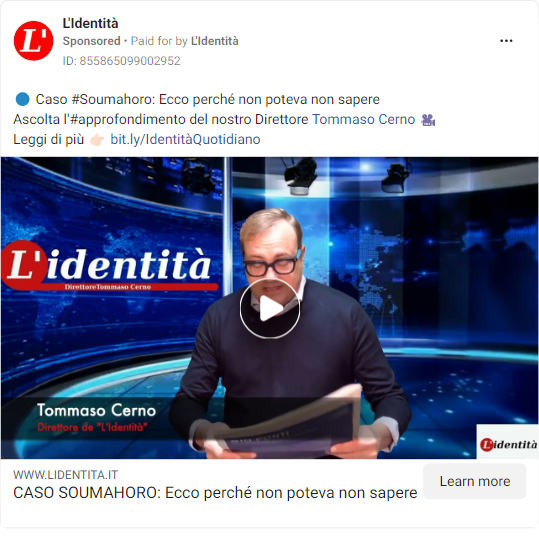 L'Identità
Sponsored • Paid for by L'Identità
ID: 855865099002952
Caso #Soumahoro: Ecco perché non poteva non sapere
Ascolta l'#approfondimento del nostro Direttore Tommaso Cerno
Leggi di più 👉🏻 bit.ly/IdentitàQuotidiano
L'identità
DirettoreTommaso Cerno
Tommaso Cerno
Direttore de "L'Identità"
L'identità
WWW.LIDENTITA.IT
CASO SOUMAHORO: Ecco perché non poteva non sapere
Learn more